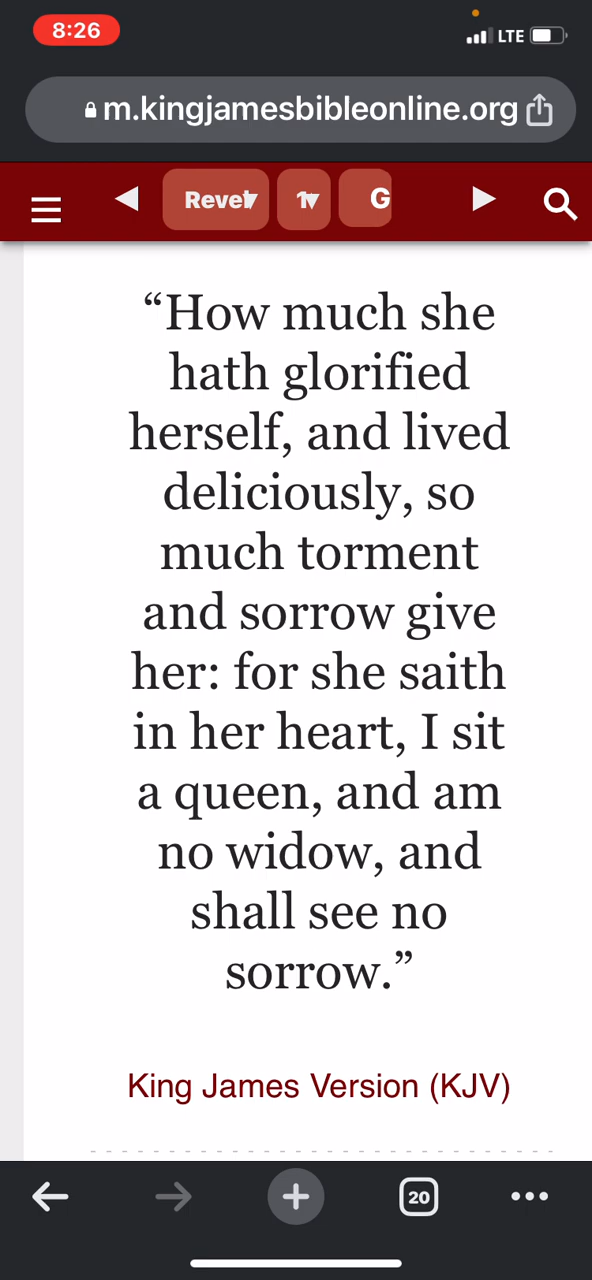 8:26
LTE
m.kingjamesbibleonline.org
G
“How much she
hath glorified
herself, and lived
deliciously, so
much torment
and sorrow give
her: for she saith
in her heart, I sit
a queen, and am
no widow, and
shall see no
sorrow.”
King James Version (KJV)
20